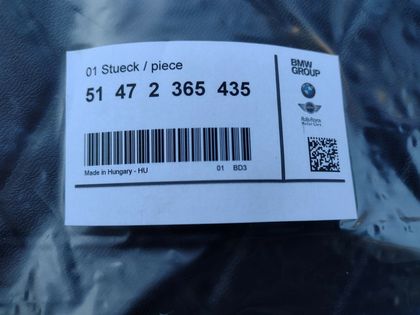 01 Stueck / piece
51 47 2 365 435
Made in Hungary - HU 01 BD3
BMW
GROUP
Rolls-Royce
Motor Cars